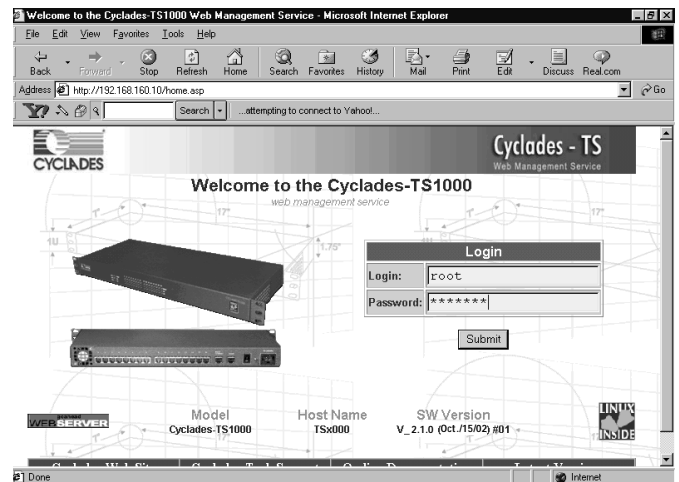 Welcome to the Cyclades-TS1000 Web Management Service - Microsoft Internet Explorer
File Edit View Favorites Tools Help
Back Forward Stop Refresh Home Search Favorites History Mail Print Edit Discuss Real.com
Address http://192.168.160.10/home.asp Go
Y? Search ...attempting to connect to Yahoo!...
CYCLADES
Cyclades - TS
Web Management Service
Welcome to the Cyclades-TS1000
web management service
1" 17" 1" 17"
1U 1.75"
Login
Login: root
Password: *******
Submit
goahead WEBSERVER
Model Host Name SW Version
Cyclades-TS1000 TSx000 V_2.1.0 (Oct./15/02) #01
LINUX INSIDE
17"
Done Internet